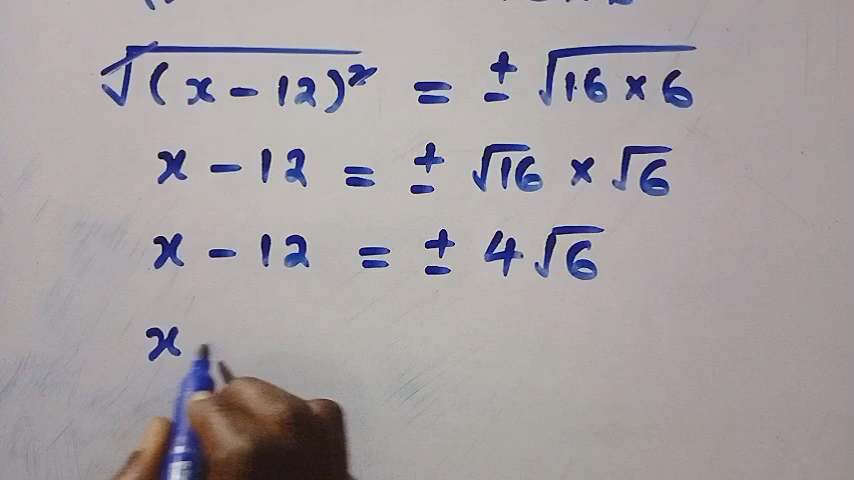 √(x - 12)² = ± √16 × 6
x - 12 = ± √16 × √6
x - 12 = ± 4√6
x